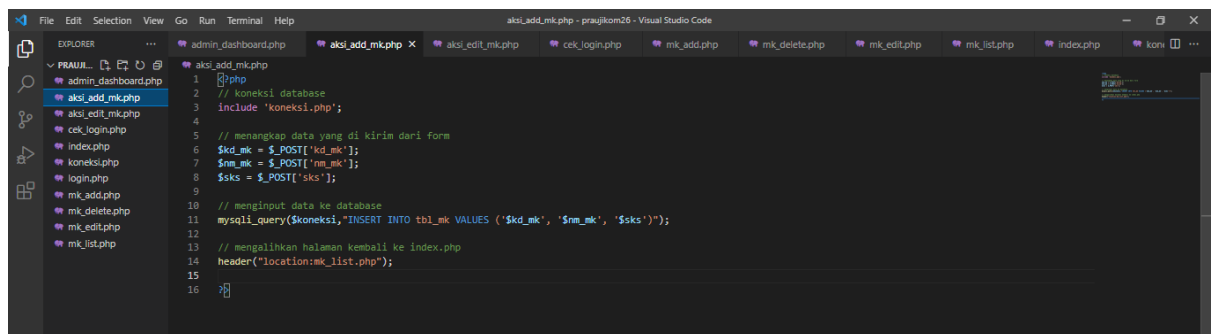 File Edit Selection View Go Run Terminal Help
aksi_add_mk.php - praujikom26 - Visual Studio Code
EXPLORER
admin_dashboard.php aksi_add_mk.php aksi_edit_mk.php cek_login.php mk_add.php mk_delete.php mk_edit.php mk_list.php index.php kon
PRAUJI...
admin_dashboard.php
aksi_add_mk.php
aksi_edit_mk.php
cek_login.php
index.php
koneksi.php
login.php
mk_add.php
mk_delete.php
mk_edit.php
mk_list.php
aksi_add_mk.php
1 <?php
2 // koneksi database
3 include 'koneksi.php';
4
5 // menangkap data yang di kirim dari form
6 $kd_mk = $_POST['kd_mk'];
7 $nm_mk = $_POST['nm_mk'];
8 $sks = $_POST['sks'];
9
10 // menginput data ke database
11 mysqli_query($koneksi,"INSERT INTO tbl_mk VALUES ('$kd_mk', '$nm_mk', '$sks')");
12
13 // mengalihkan halaman kembali ke index.php
14 header("location:mk_list.php");
15
16 ?>